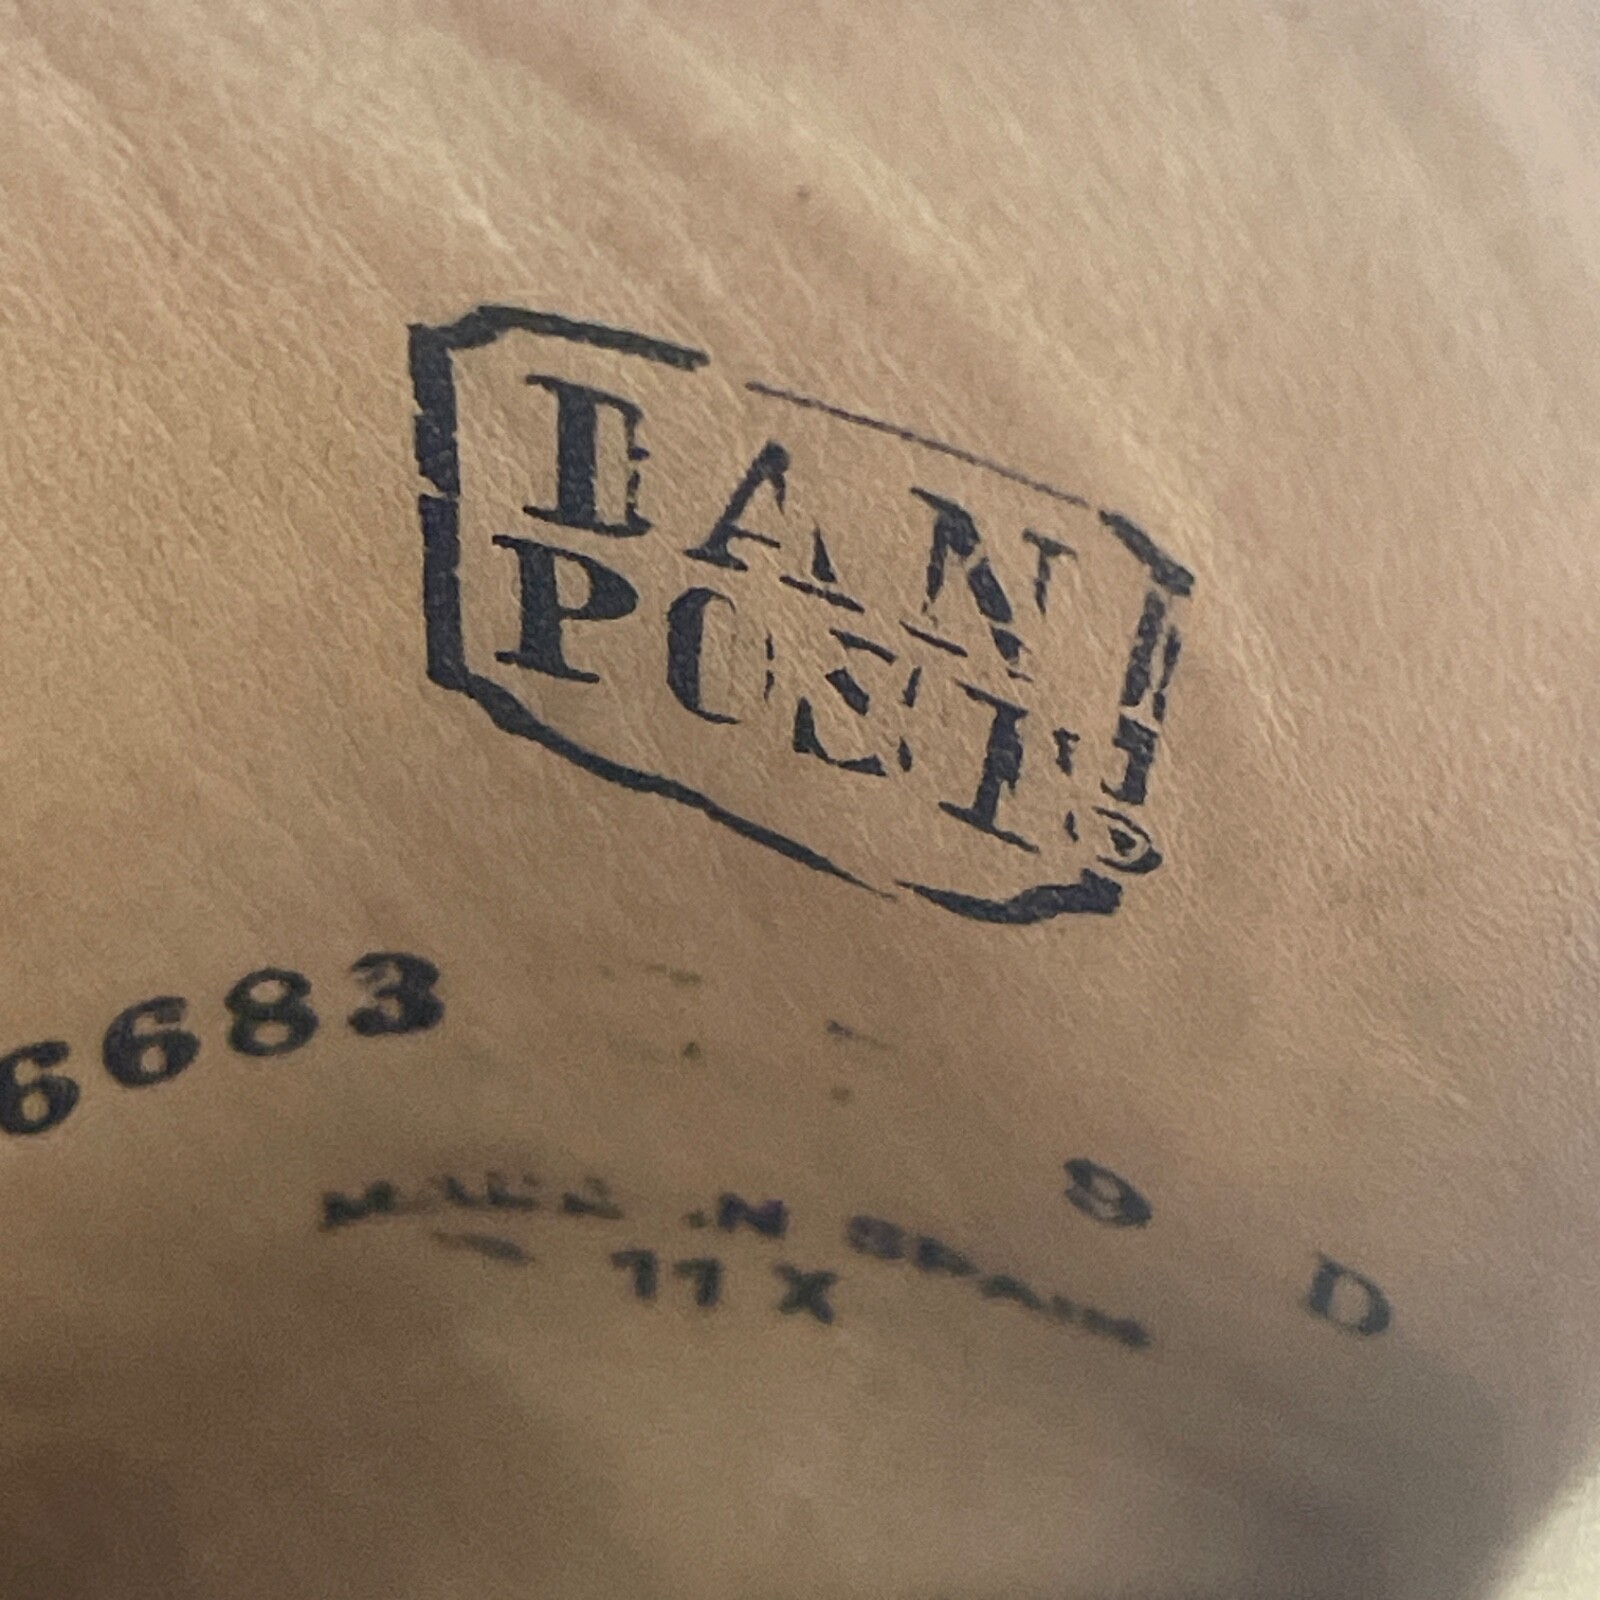 DAN
POST
®
6683
MADE IN SPAIN
9 D
11 X